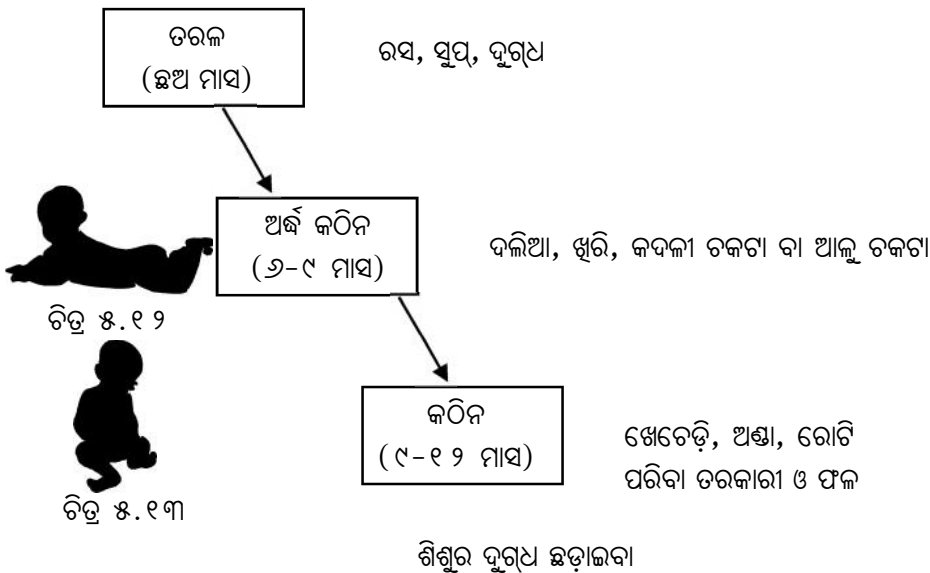 ତରଳ
(ଛଅ ମାସ)
ରସ, ସୁପ୍, ଦୁଗ୍ଧ
ଅର୍ଦ୍ଧ କଠିନ
(୬-୯ ମାସ)
ଦଲିଆ, ଖିରି, କଦଳୀ ଚକଟା ବା ଆଳୁ ଚକଟା
ଚିତ୍ର ୫.୧୨
କଠିନ
(୯-୧୨ ମାସ)
ଖେଚେଡ଼ି, ଅଣ୍ଡା, ରୋଟି
ପରିବା ତରକାରୀ ଓ ଫଳ
ଚିତ୍ର ୫.୧୩
ଶିଶୁର ଦୁଗ୍ଧ ଛଡ଼ାଇବା